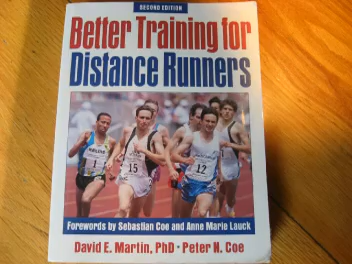 SECOND EDITION
Better Training for
Distance Runners
1
15
12
Forewords by Sebastian Coe and Anne Marie Lauck
David E. Martin, PhD • Peter N. Coe